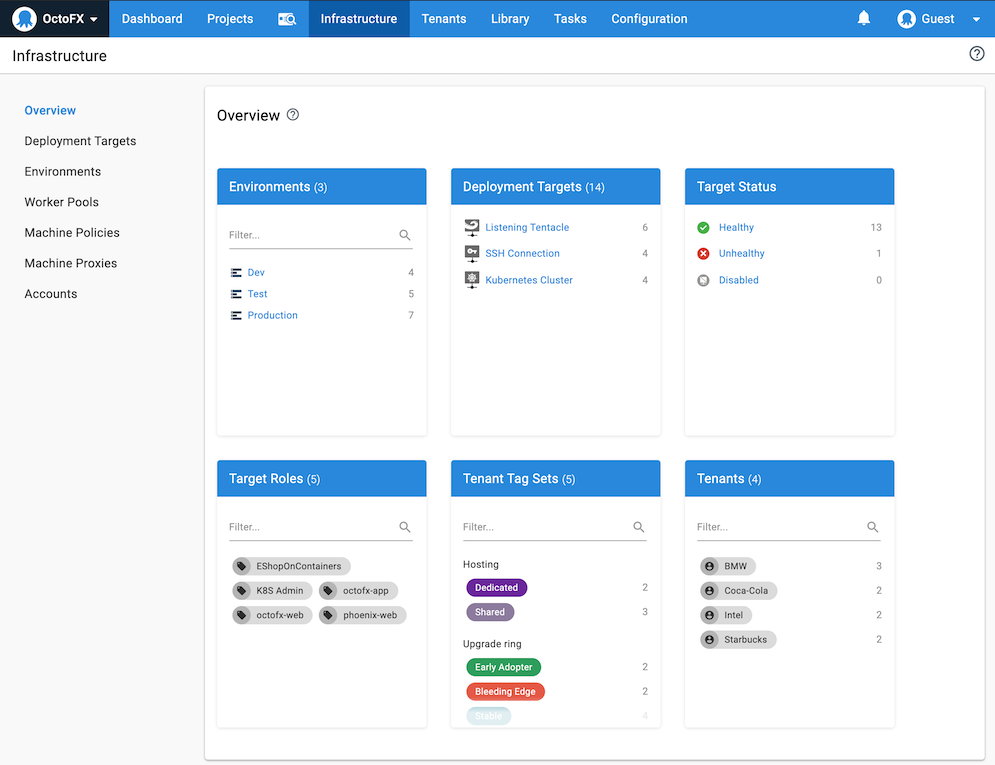 OctoFX Dashboard Projects Infrastructure Tenants Library Tasks Configuration Guest
Infrastructure
Overview
Deployment Targets
Environments
Worker Pools
Machine Policies
Machine Proxies
Accounts
Overview
Environments (3)
Filter...
Dev 4
Test 5
Production 7
Deployment Targets (14)
Listening Tentacle 6
SSH Connection 4
Kubernetes Cluster 4
Target Status
Healthy 13
Unhealthy 1
Disabled 0
Target Roles (5)
Filter...
EShopOnContainers
K8S Admin octofx-app
octofx-web phoenix-web
Tenant Tag Sets (5)
Filter...
Hosting
Dedicated 2
Shared 3
Upgrade ring
Early Adopter 2
Bleeding Edge 2
Stable 4
Tenants (4)
Filter...
BMW 3
Coca-Cola 2
Intel 2
Starbucks 2